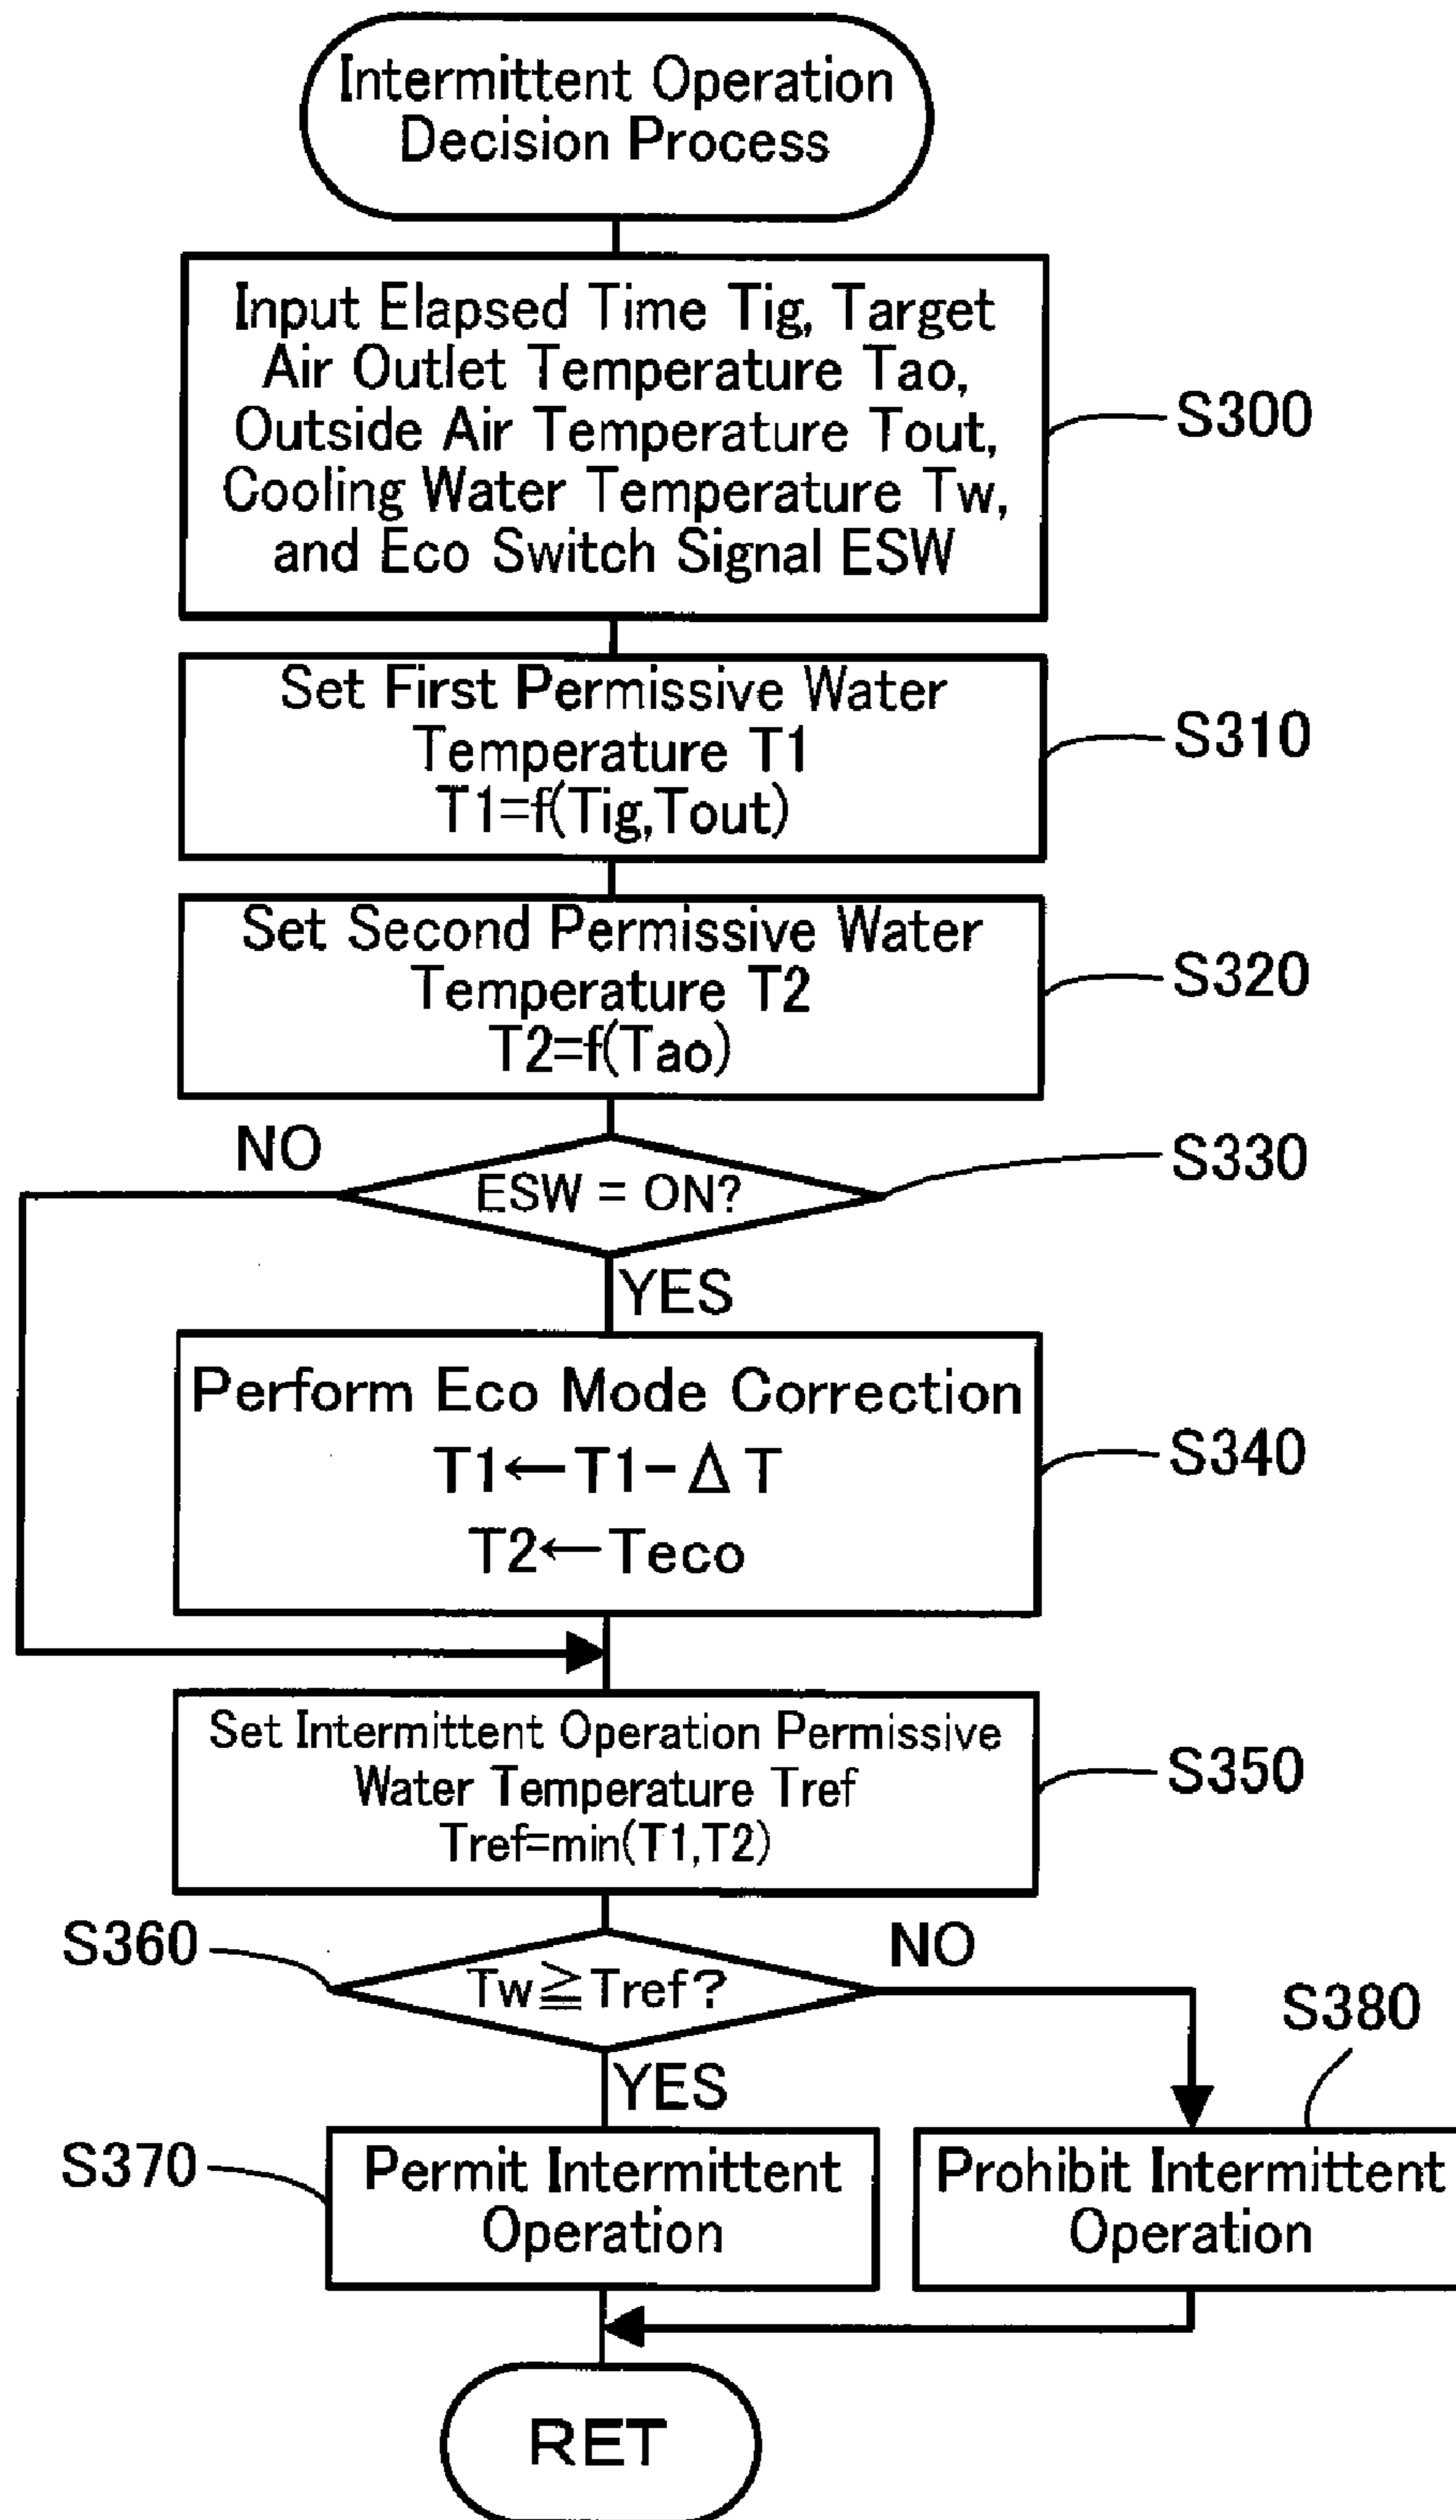 Intermittent Operation
Decision Process
Input Elapsed Time Tig, Target
Air Outlet Temperature Tao,
Outside Air Temperature Tout,
Cooling Water Temperature Tw,
and Eco Switch Signal ESW
S300
Set First Permissive Water
Temperature T1
T1=f(Tig,Tout)
S310
Set Second Permissive Water
Temperature T2
T2=f(Tao)
S320
NO
ESW = ON?
S330
YES
Perform Eco Mode Correction
T1←T1-Δ T
T2←Teco
S340
Set Intermittent Operation Permissive
Water Temperature Tref
Tref=min(T1,T2)
S350
S360
Tw≧Tref?
NO
YES
S380
S370
Permit Intermittent
Operation
Prohibit Intermittent
Operation
RET